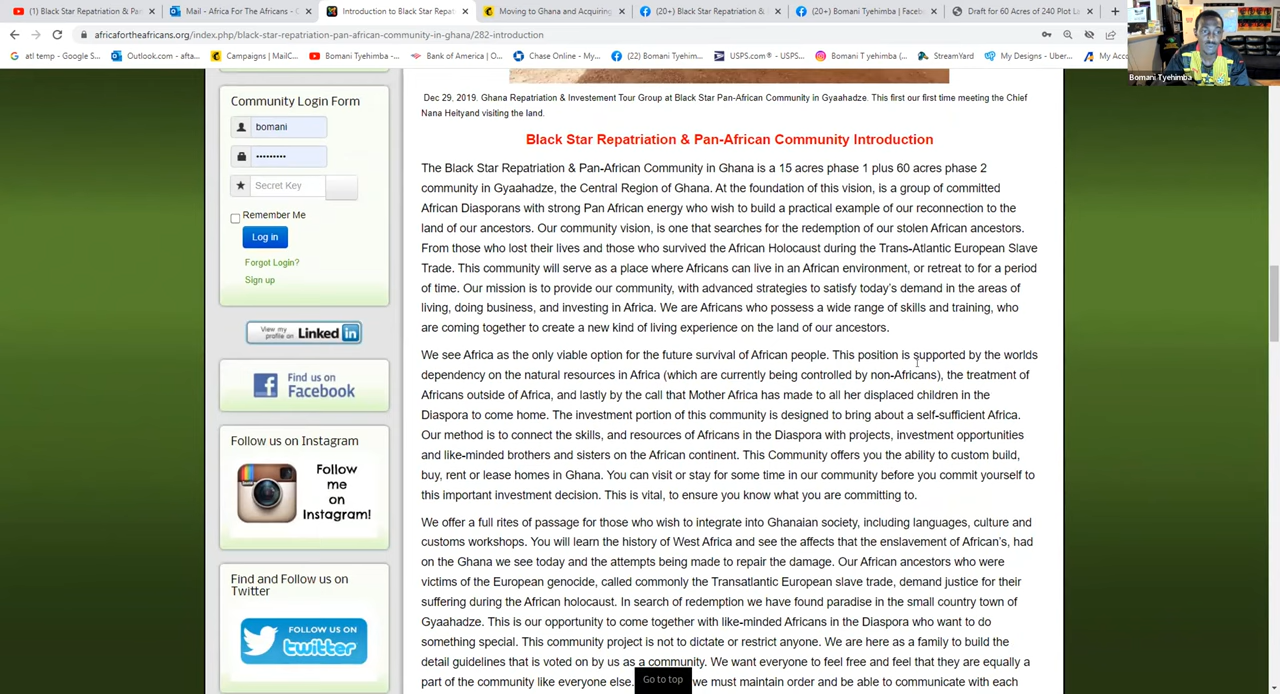 (1) Bomani Tyehimba - Black Star Repatriation & Pan
Mail - Africa For The Africans - O
Introduction to Black Star Repat
Moving to Ghana and Acquiring
(20+) Black Star Repatriation &
(20+) Bomani Tyehimba | Faceb
Draft for 60 Acres of 240 Plot La
africafortheafricans.org/index.php/black-star-repatriation-pan-african-community-in-ghana/282-introduction
atl temp - Google S...
Outlook.com - afta...
Campaigns | MailC...
Bomani Tyehimba -...
Bank of America | O...
Chase Online - My...
(22) Bomani Tyehim...
USPS.com® - USPS...
Bomani T yehimba...
StreamYard
My Designs - Uber...
My Acco
Bomani Tyehimba
Community Login Form
bomani
•••••••••
Secret Key
Remember Me
Log in
Forgot Login?
Sign up
View my
profile on LinkedIn
Find us on
Facebook
Follow us on Instagram
Follow
me
on
Instagram!
Find and Follow us on
Twitter
FOLLOW US ON
twitter
Dec 29, 2019. Ghana Repatriation & Investement Tour Group at Black Star Pan-African Community in Gyaahadze. This first our first time meeting the Chief
Nana Heityand visiting the land.
Black Star Repatriation & Pan-African Community Introduction
The Black Star Repatriation & Pan-African Community in Ghana is a 15 acres phase 1 plus 60 acres phase 2
community in Gyaahadze, the Central Region of Ghana. At the foundation of this vision, is a group of committed
African Diasporans with strong Pan African energy who wish to build a practical example of our reconnection to the
land of our ancestors. Our community vision, is one that searches for the redemption of our stolen African ancestors.
From those who lost their lives and those who survived the African Holocaust during the Trans-Atlantic European Slave
Trade. This community will serve as a place where Africans can live in an African environment, or retreat to for a period
of time. Our mission is to provide our community, with advanced strategies to satisfy today's demand in the areas of
living, doing business, and investing in Africa. We are Africans who possess a wide range of skills and training, who
are coming together to create a new kind of living experience on the land of our ancestors.
We see Africa as the only viable option for the future survival of African people. This position is supported by the worlds
dependency on the natural resources in Africa (which are currently being controlled by non-Africans), the treatment of
Africans outside of Africa, and lastly by the call that Mother Africa has made to all her displaced children in the
Diaspora to come home. The investment portion of this community is designed to bring about a self-sufficient Africa.
Our method is to connect the skills, and resources of Africans in the Diaspora with projects, investment opportunities
and like-minded brothers and sisters on the African continent. This Community offers you the ability to custom build,
buy, rent or lease homes in Ghana. You can visit or stay for some time in our community before you commit yourself to
this important investment decision. This is vital, to ensure you know what you are committing to.
We offer a full rites of passage for those who wish to integrate into Ghanaian society, including languages, culture and
customs workshops. You will learn the history of West Africa and see the affects that the enslavement of African's, had
on the Ghana we see today and the attempts being made to repair the damage. Our African ancestors who were
victims of the European genocide, called commonly the Transatlantic European slave trade, demand justice for their
suffering during the African holocaust. In search of redemption we have found paradise in the small country town of
Gyaahadze. This is our opportunity to come together with like-minded Africans in the Diaspora who want to do
something special. This community project is not to dictate or restrict anyone. We are here as a family to build the
detail guidelines that is voted on by us as a community. We want everyone to feel free and feel that they are equally a
part of the community like everyone else. we must maintain order and be able to communicate with each
Go to top